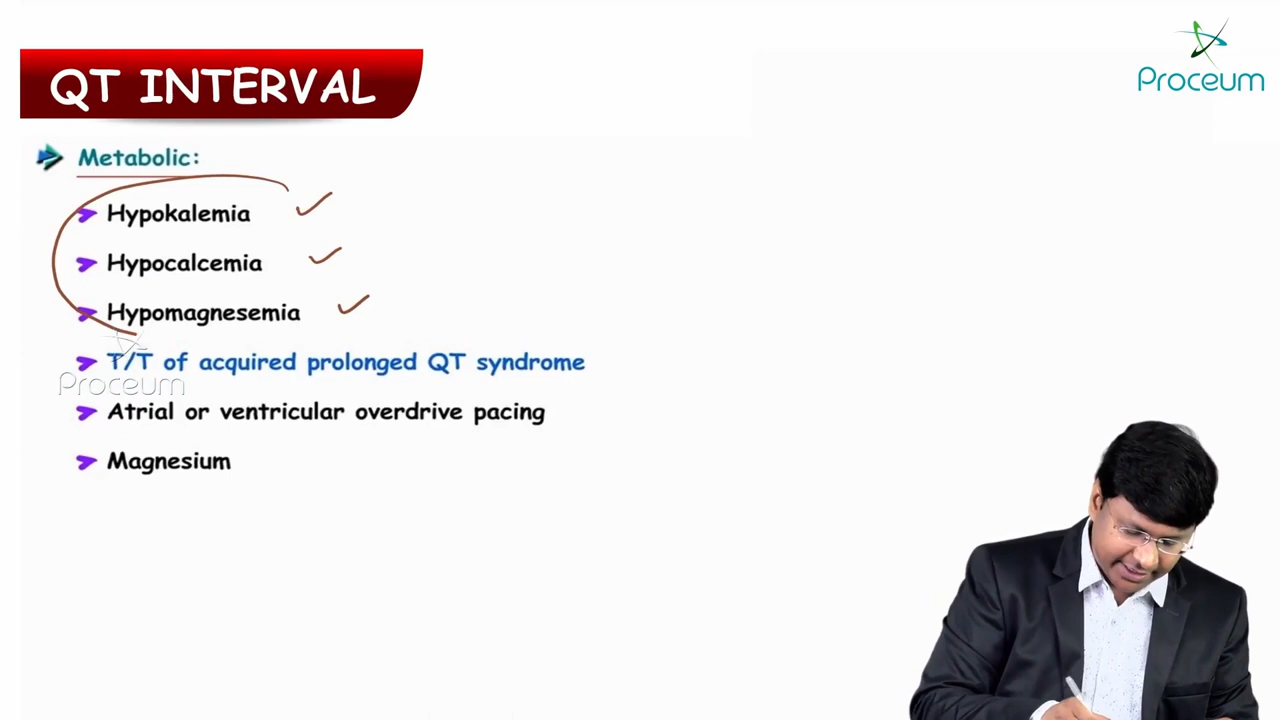 QT INTERVAL
Proceum
Metabolic:
Hypokalemia
Hypocalcemia
Hypomagnesemia
T/T of acquired prolonged QT syndrome
Proceum
Atrial or ventricular overdrive pacing
Magnesium